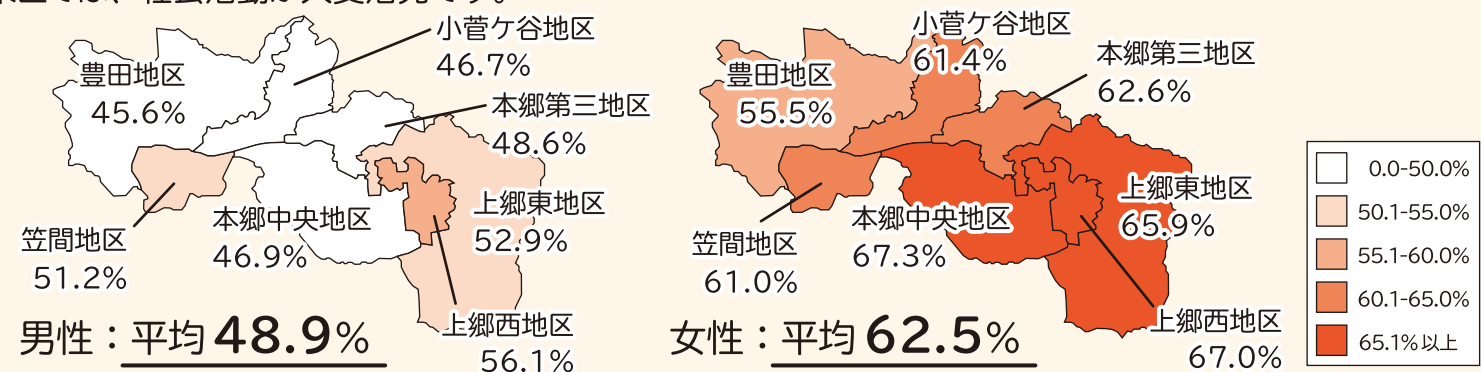 小菅ケ谷地区
46.7%
豊田地区
45.6%
本郷第三地区
48.6%
上郷東地区
52.9%
本郷中央地区
46.9%
笠間地区
51.2%
上郷西地区
56.1%
男性：平均48.9%
小菅ケ谷地区
61.4%
本郷第三地区
62.6%
豊田地区
55.5%
上郷東地区
65.9%
本郷中央地区
67.3%
笠間地区
61.0%
上郷西地区
67.0%
女性：平均62.5%
0.0-50.0%
50.1-55.0%
55.1-60.0%
60.1-65.0%
65.1%以上